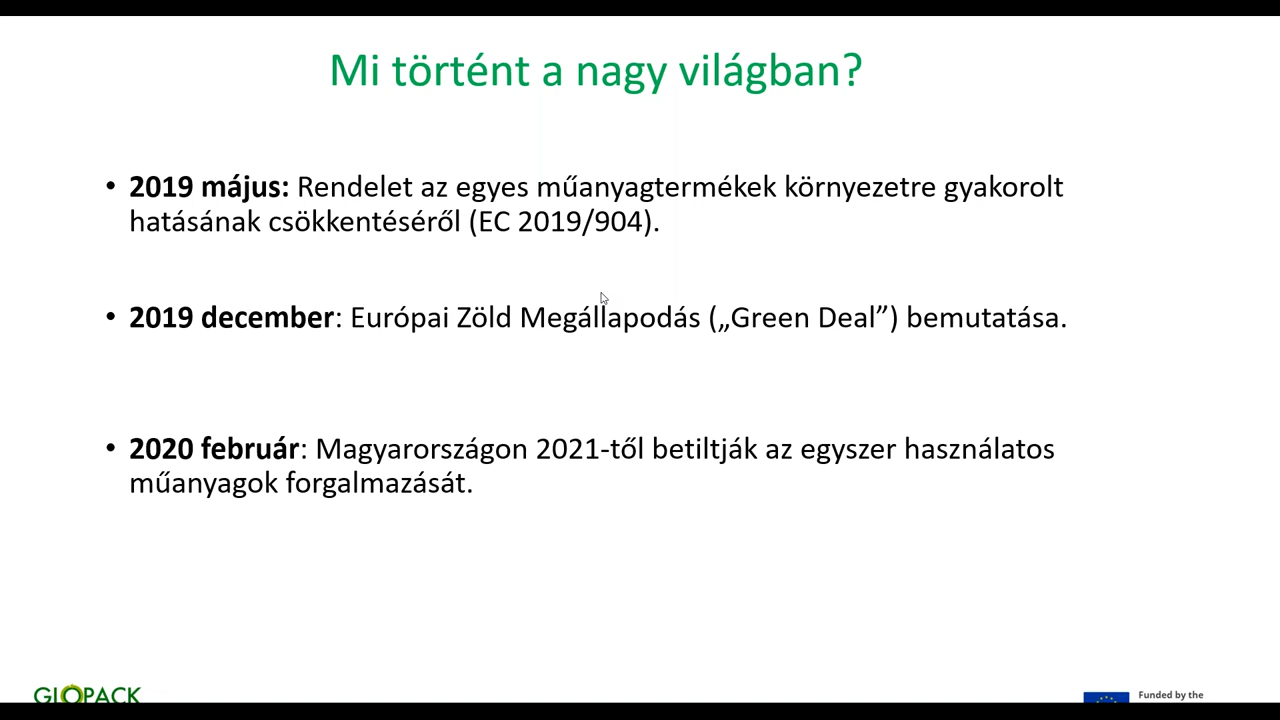 Mi történt a nagy világban?
• 2019 május: Rendelet az egyes műanyagtermékek környezetre gyakorolt
hatásának csökkentéséről (EC 2019/904).
• 2019 december: Európai Zöld Megállapodás („Green Deal”) bemutatása.
• 2020 február: Magyarországon 2021-től betiltják az egyszer használatos
műanyagok forgalmazását.
GLOPACK
Funded by the